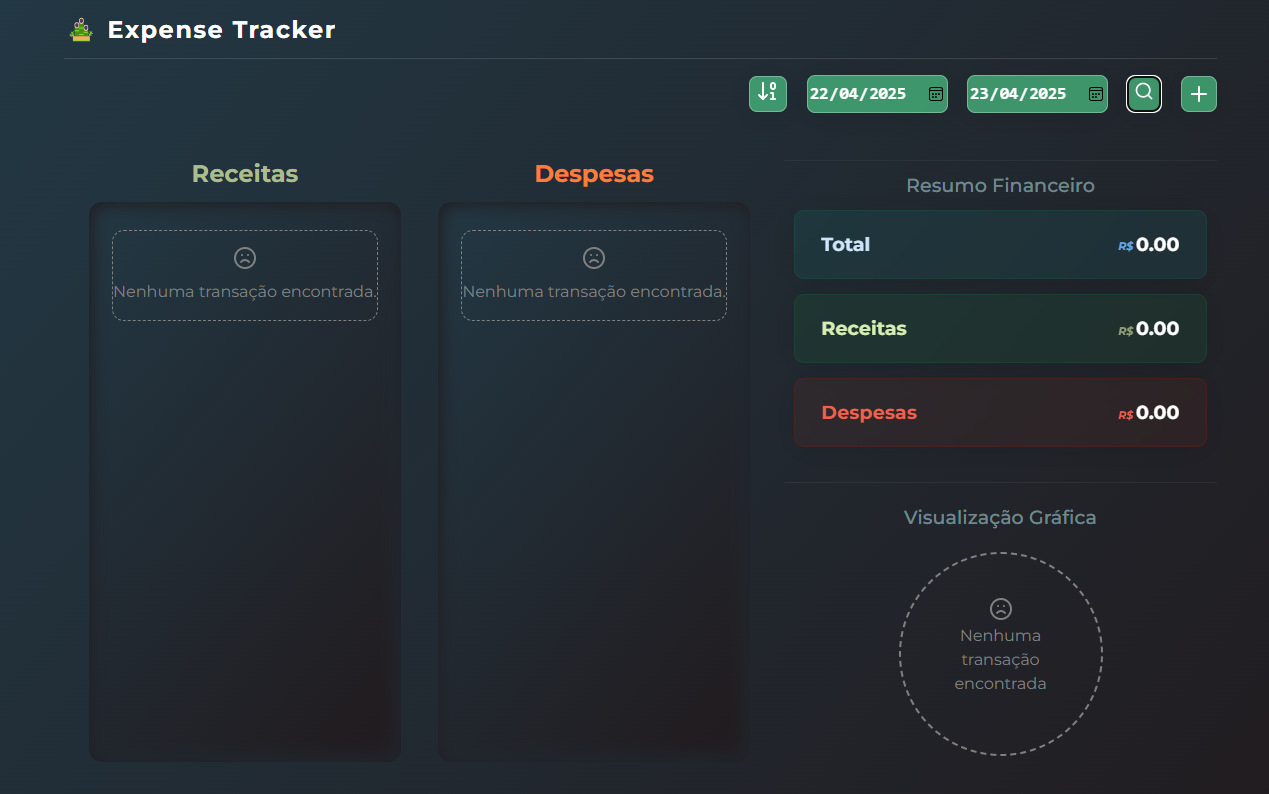 Expense Tracker
22/04/2025
23/04/2025
Receitas
Nenhuma transação encontrada.
Despesas
Nenhuma transação encontrada.
Resumo Financeiro
Total R$ 0.00
Receitas R$ 0.00
Despesas R$ 0.00
Visualização Gráfica
Nenhuma
transação
encontrada